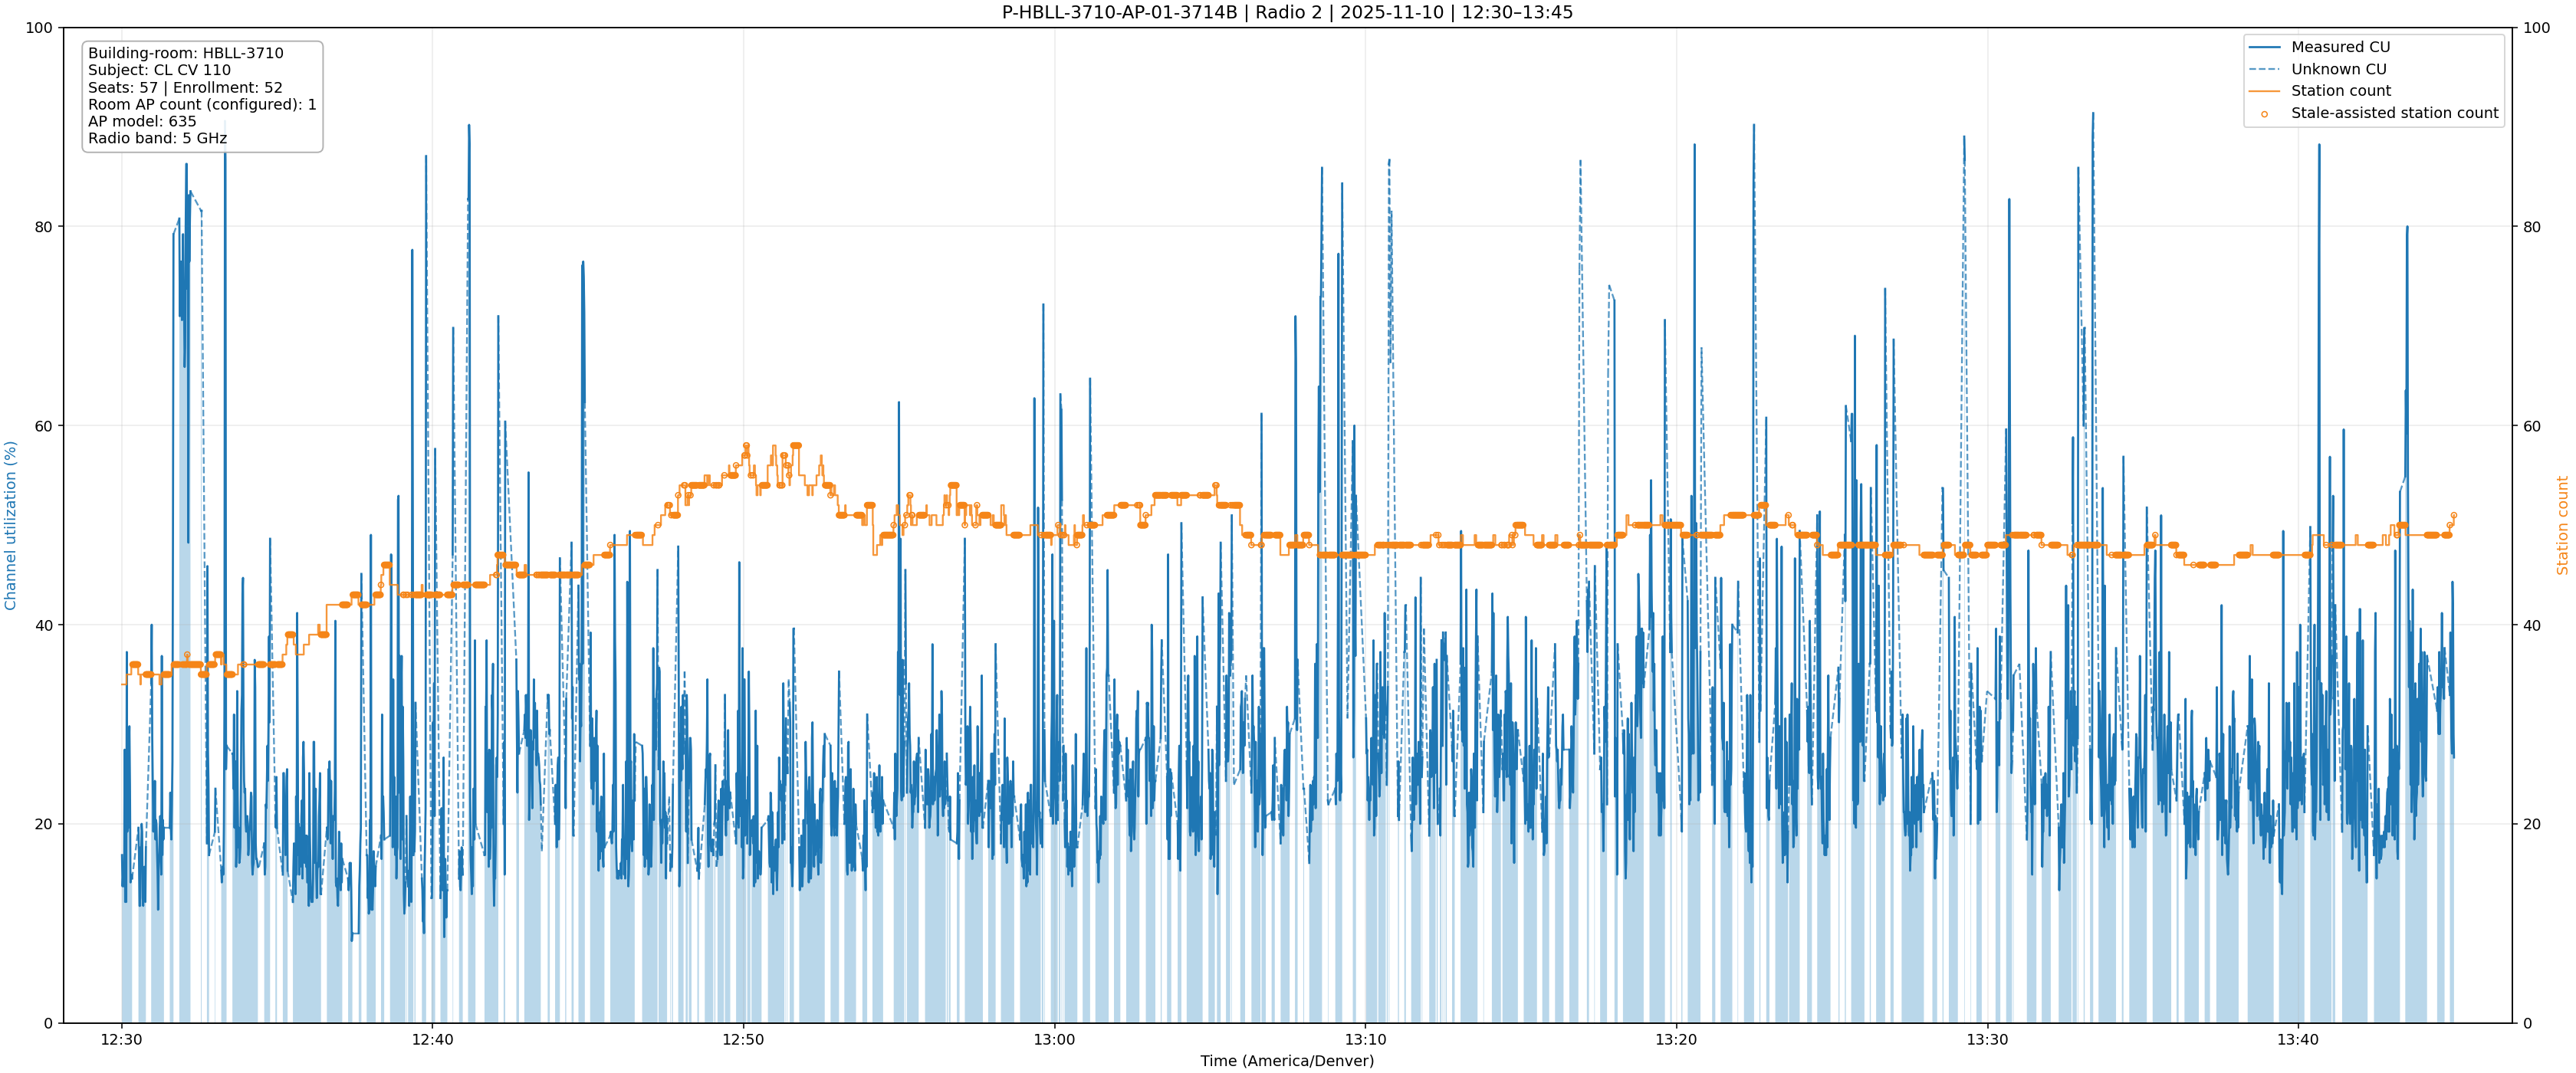 P-HBLL-3710-AP-01-3714B | Radio 2 | 2025-11-10 | 12:30–13:45
Building-room: HBLL-3710
Subject: CL CV 110
Seats: 57 | Enrollment: 52
Room AP count (configured): 1
AP model: 635
Radio band: 5 GHz
Measured CU
Unknown CU
Station count
Stale-assisted station count
Channel utilization (%)
100
80
60
40
20
0
100
80
60
40
20
0
Station count
12:30
12:40
12:50
13:00
13:10
13:20
13:30
13:40
Time (America/Denver)